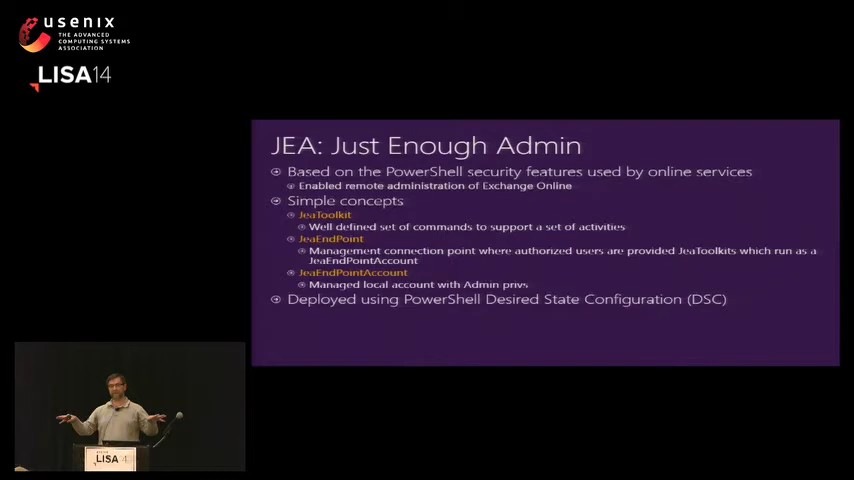 usenix
THE ADVANCED
COMPUTING SYSTEMS
ASSOCIATION
LISA14
JEA: Just Enough Admin
Based on the PowerShell security features used by online services
Enabled remote administration of Exchange Online
Simple concepts
JeaToolkit
Well defined set of commands to support a set of activities
JeaEndPoint
Management connection point where authorized users are provided JeaToolkits which run as a
JeaEndPointAccount
JeaEndPointAccount
Managed local account with Admin privs
Deployed using PowerShell Desired State Configuration (DSC)
LISA 14